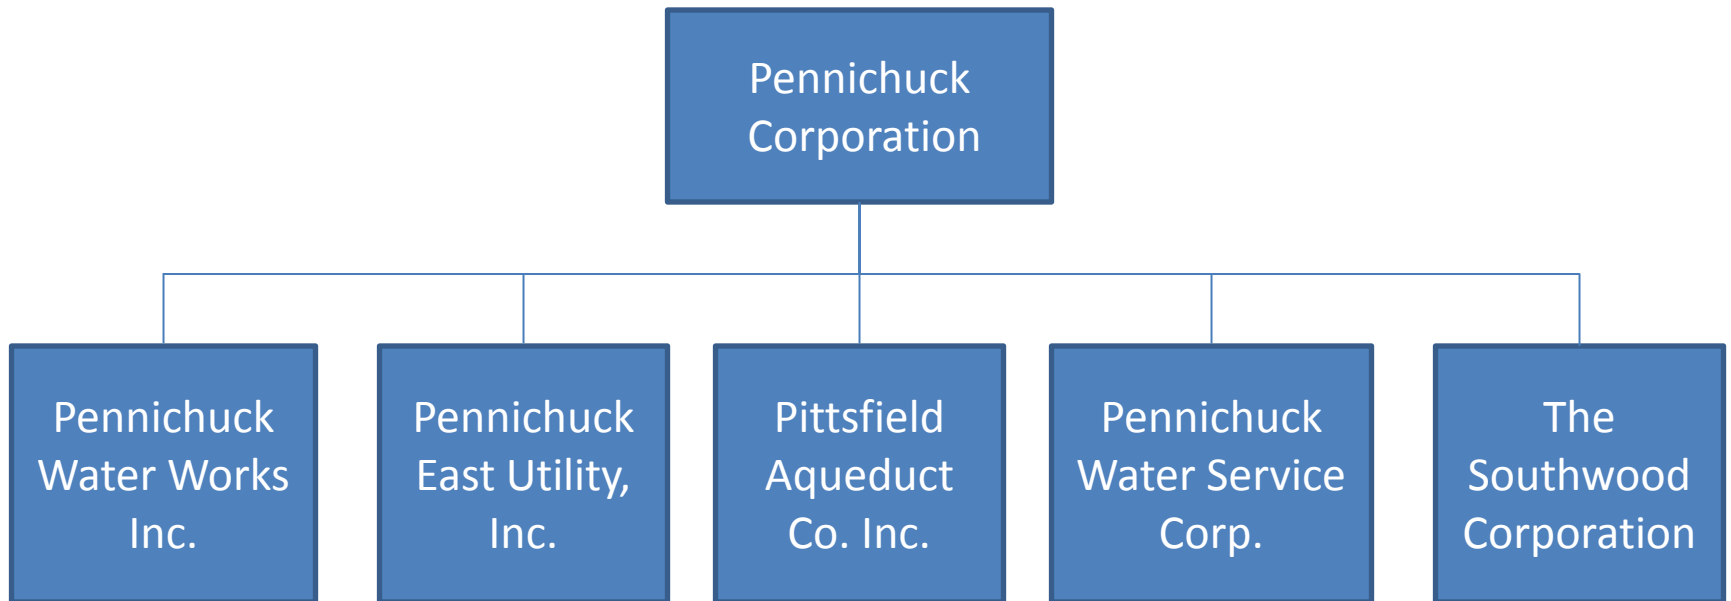 Pennichuck
Corporation
Pennichuck
Water Works
Inc.
Pennichuck
East Utility,
Inc.
Pittsfield
Aqueduct
Co. Inc.
Pennichuck
Water Service
Corp.
The
Southwood
Corporation